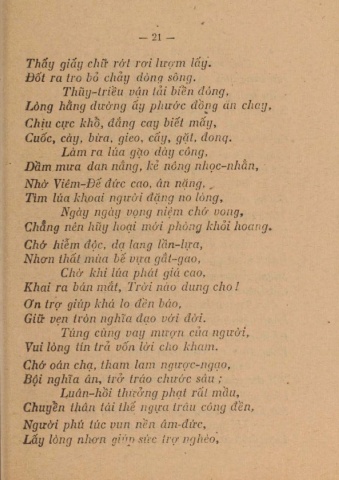 — 21 —
Thấy giấy chữ rớt rơi lượm lấy.
Đốt ra tro bỏ chảy dòng sông.
Thủy-triều vận tải biển đông,
Lòng hằng dường ấy phước đồng ăn chay.
Chịu cực khổ, đắng cay biết mấy,
Cuốc, cày, bừa, gieo, cấy, gặt, đong.
Làm ra lúa gạo dày công,
Dầm mưa dan nắng, kẻ nông nhọc-nhằn,
Nhờ Viêm-Đế đức cao, ân nặng,
Tìm lúa khoai người đặng no lòng,
Ngày ngày vọng niệm chớ vong,
Chẳng nên hủy hoại mới phòng khỏi hoang.
Chớ hiểm độc, dạ lang lần-lựa,
Nhơn thất mùa bế vựa gắt-gao,
Chờ khi lúa phát giá cao,
Khai ra bán mắt, Trời nào dung cho!
Ơn trợ giúp khá lo đền báo,
Giữ vẹn tròn nghĩa đạo với đời.
Túng cùng vay mượn của người,
Vui lòng tín trả vốn lời cho kham.
Chớ oán chạ, tham lam ngược-ngạo,
Bội nghĩa ân, trở tráo chước sâu;
Luân-hồi thưởng phạt rất mầu,
Chuyển thân tái thế ngựa trâu công đền,
Người phú túc vun nền âm-đức,
Lấy lòng nhơn giúp sức trợ nghèo,